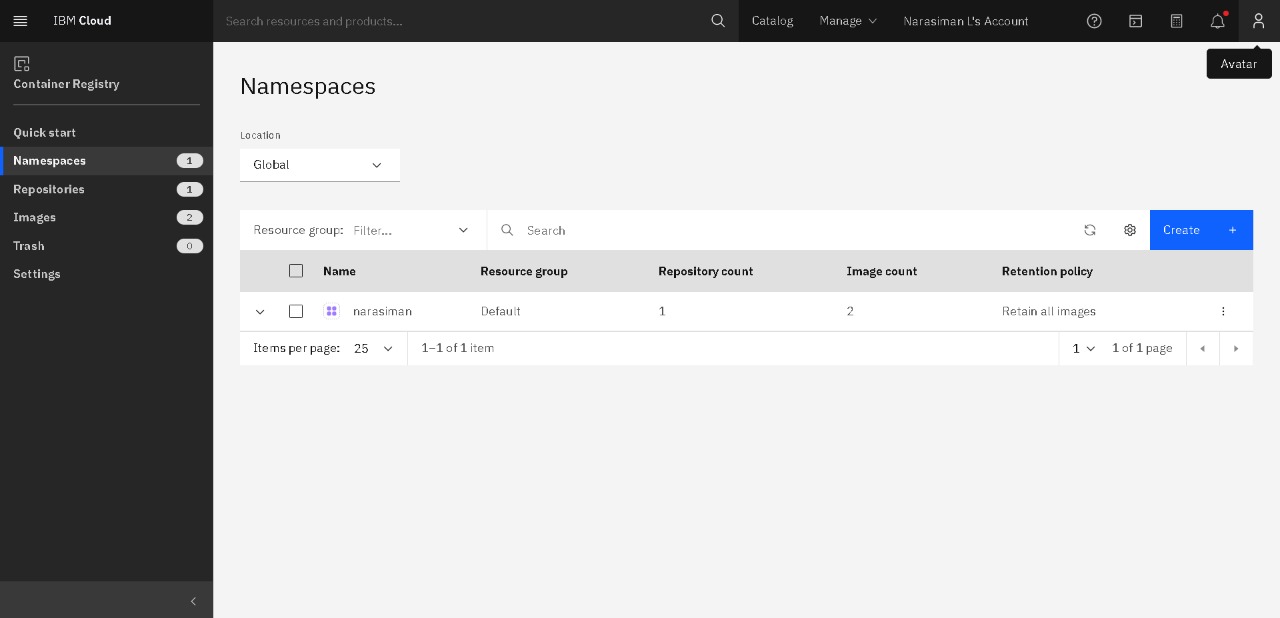 IBM Cloud
Search resources and products...
Catalog
Manage
Narasiman L's Account
Avatar
Container Registry
Quick start
Namespaces 1
Repositories 1
Images 2
Trash 0
Settings
Namespaces
Location
Global
Resource group: Filter... Search Create +
Name Resource group Repository count Image count Retention policy
narasiman Default 1 2 Retain all images
Items per page: 25 1–1 of 1 item 1 1 of 1 page